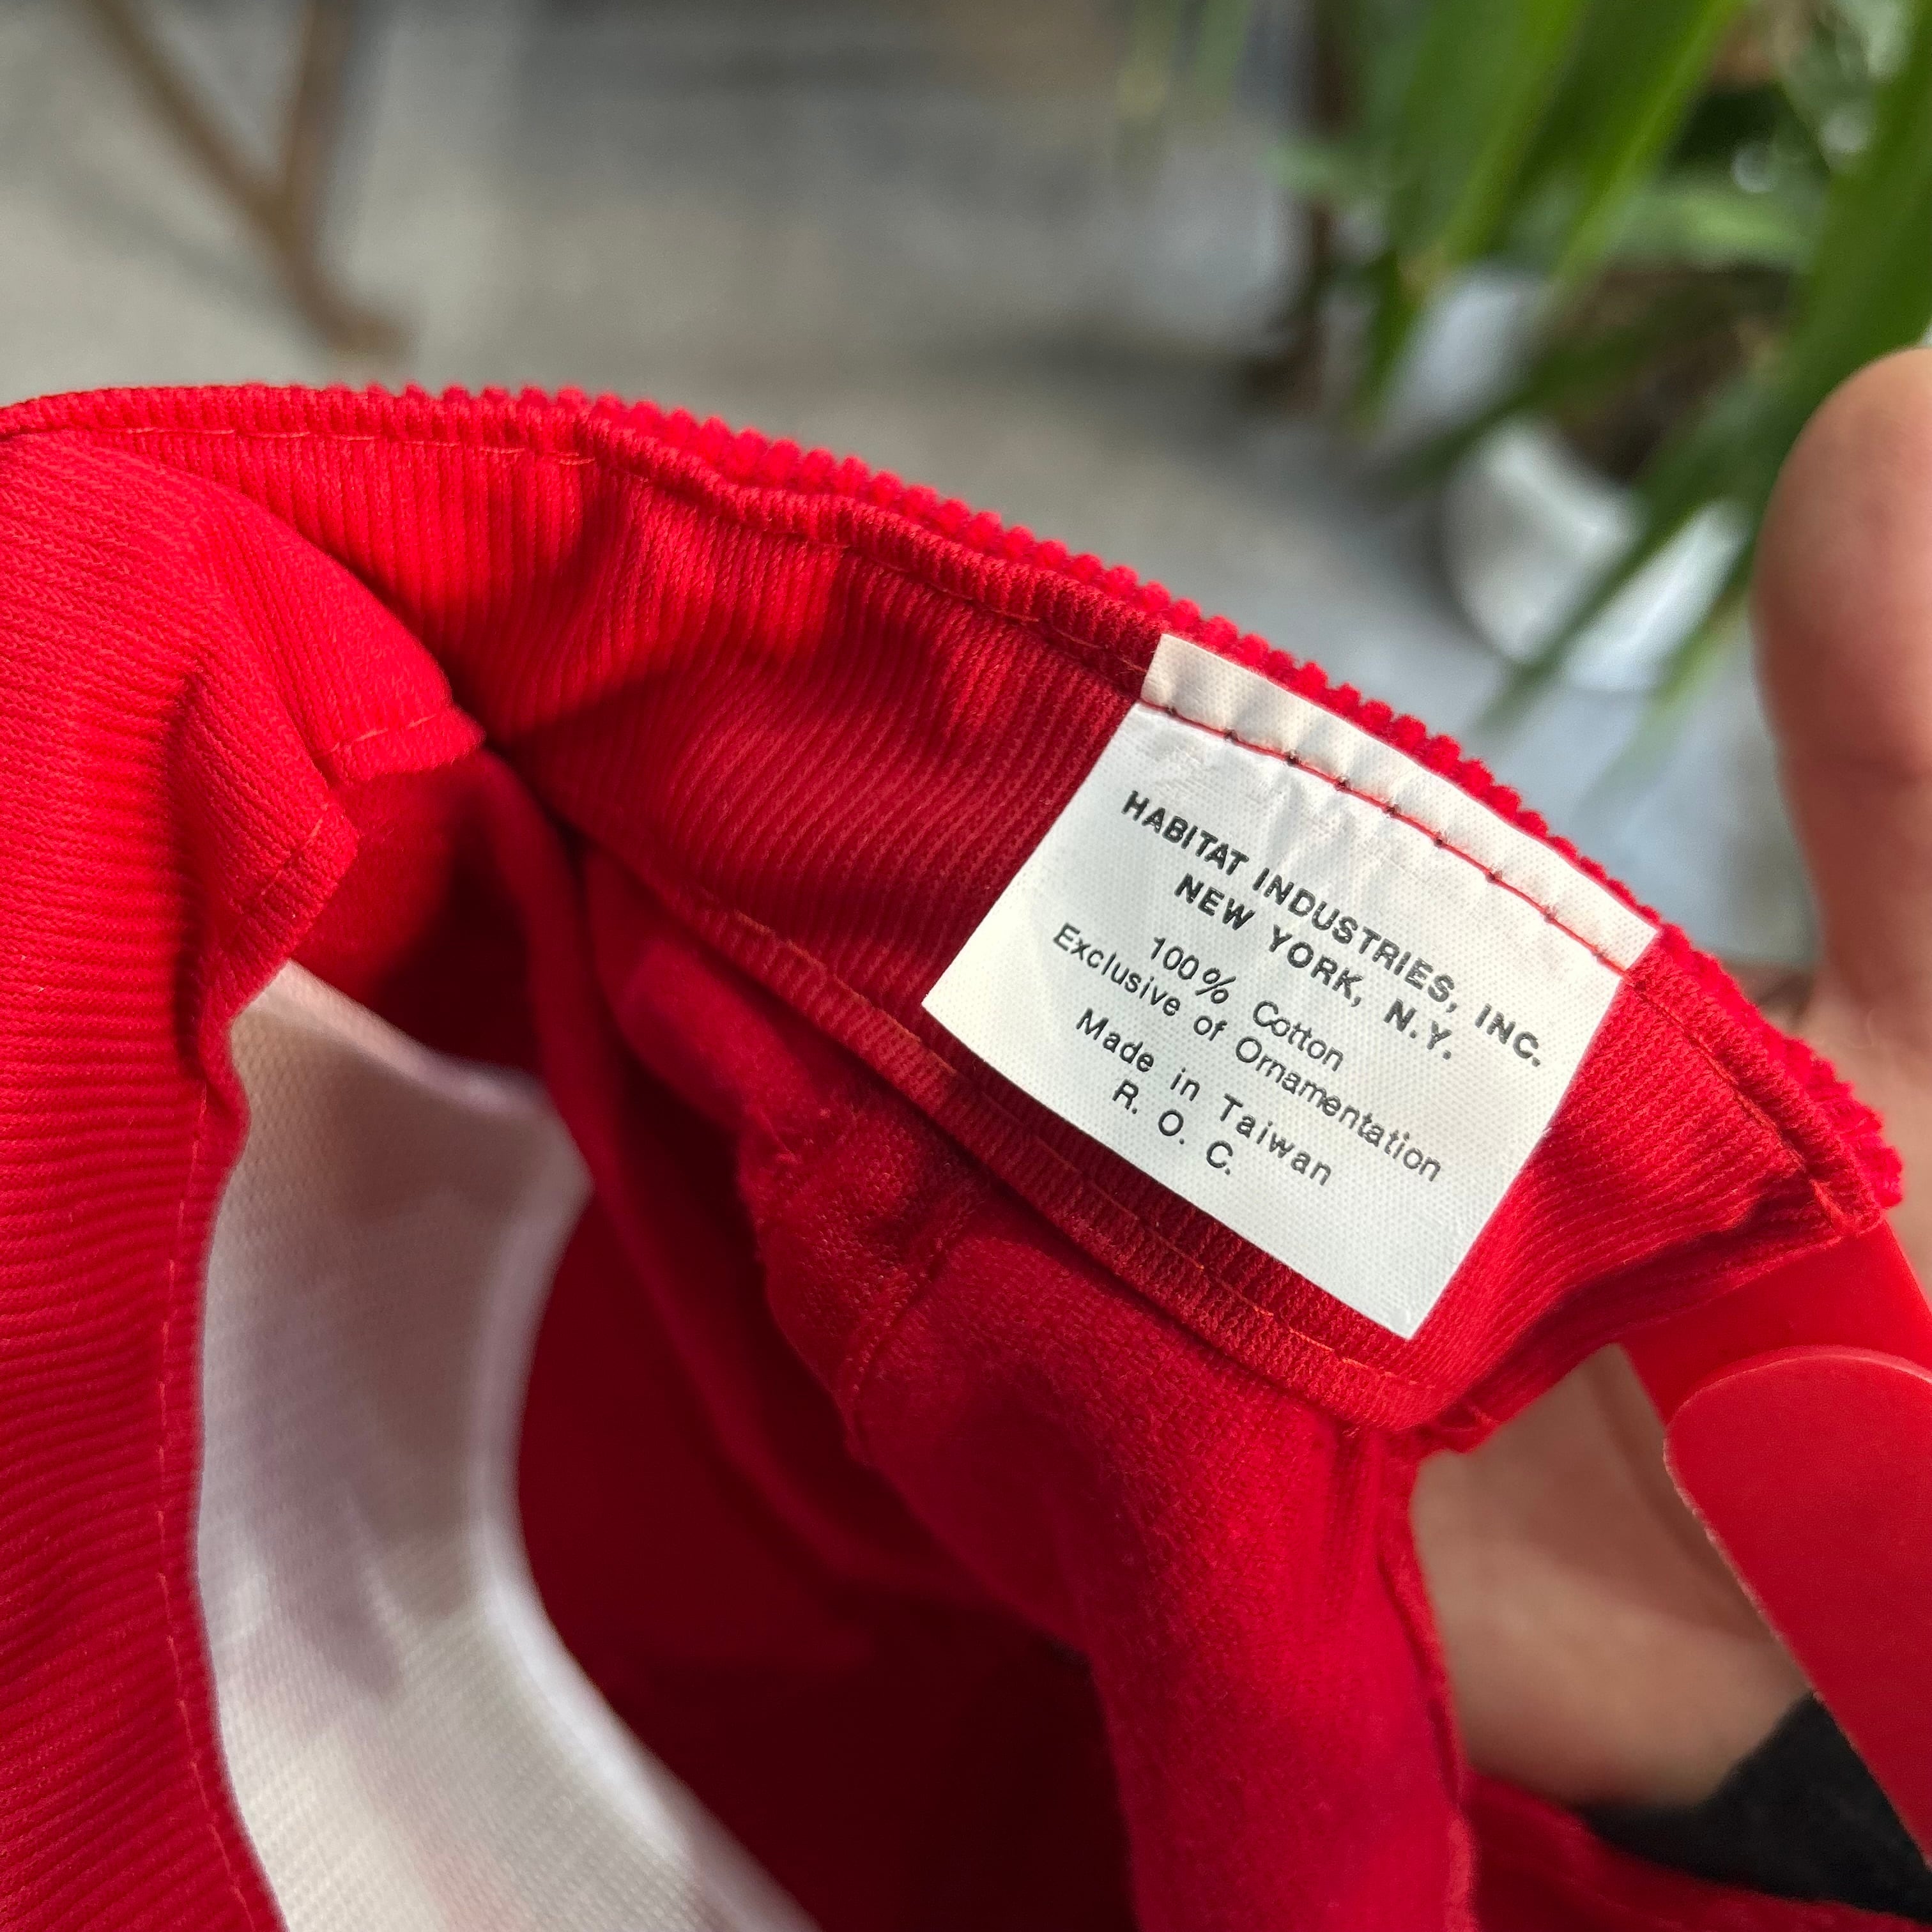 HABITAT INDUSTRIES, INC.
NEW YORK, N.Y.
100% Cotton
Exclusive of Ornamentation
Made in Taiwan
R. O. C.